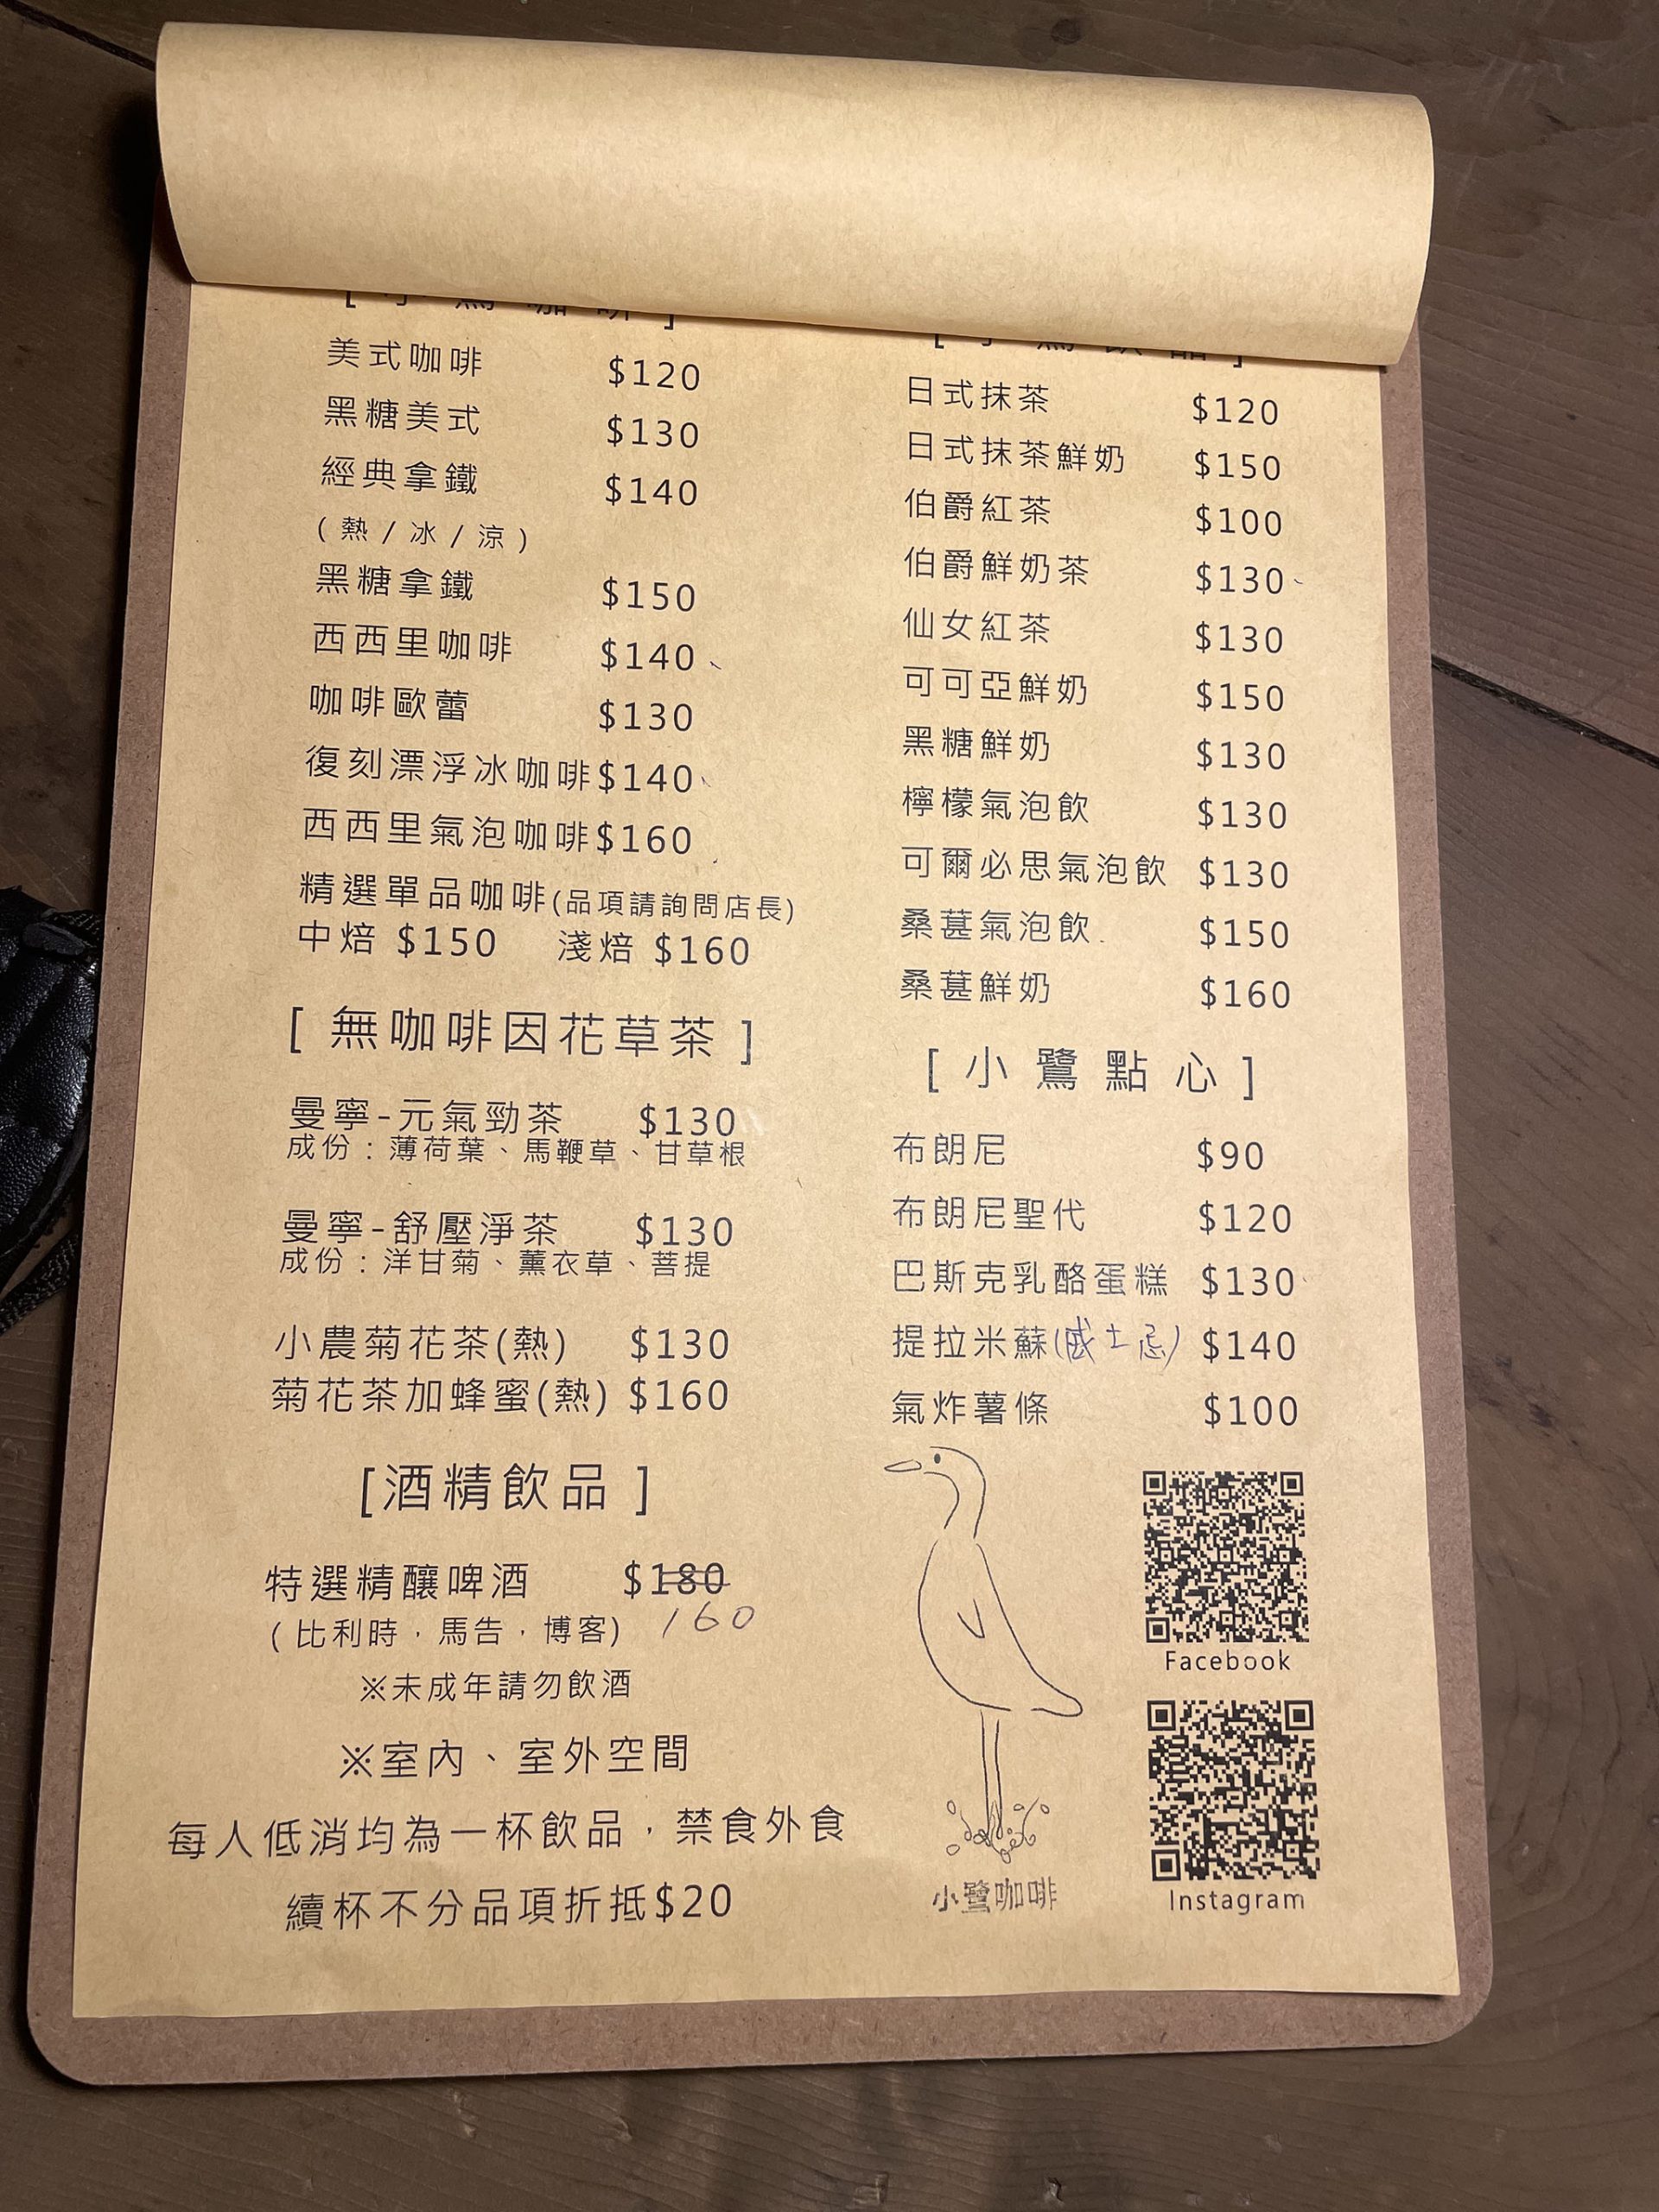 [ 小 鷺 咖 啡 ]
美式咖啡 $120
黑糖美式 $130
經典拿鐵 $140
( 熱 / 冰 / 涼 )
黑糖拿鐵 $150
西西里咖啡 $140
咖啡歐蕾 $130
復刻漂浮冰咖啡$140
西西里氣泡咖啡$160
精選單品咖啡(品項請詢問店長)
中焙 $150 淺焙 $160
[ 無咖啡因花草茶 ]
曼寧-元氣勁茶 $130
成份：薄荷葉、馬鞭草、甘草根
曼寧-舒壓淨茶 $130
成份：洋甘菊、薰衣草、菩提
小農菊花茶(熱) $130
菊花茶加蜂蜜(熱) $160
[酒精飲品 ]
特選精釀啤酒 $180
160
( 比利時，馬告，博客)
※未成年請勿飲酒
※室內、室外空間
每人低消均為一杯飲品，禁食外食
續杯不分品項折抵$20
[ 小 鷺 飲 品 ]
日式抹茶 $120
日式抹茶鮮奶 $150
伯爵紅茶 $100
伯爵鮮奶茶 $130
仙女紅茶 $130
可可亞鮮奶 $150
黑糖鮮奶 $130
檸檬氣泡飲 $130
可爾必思氣泡飲 $130
桑葚氣泡飲 $150
桑葚鮮奶 $160
[ 小 鷺 點 心 ]
布朗尼 $90
布朗尼聖代 $120
巴斯克乳酪蛋糕 $130
提拉米蘇(威士忌) $140
氣炸薯條 $100
Facebook
Instagram
小鷺咖啡